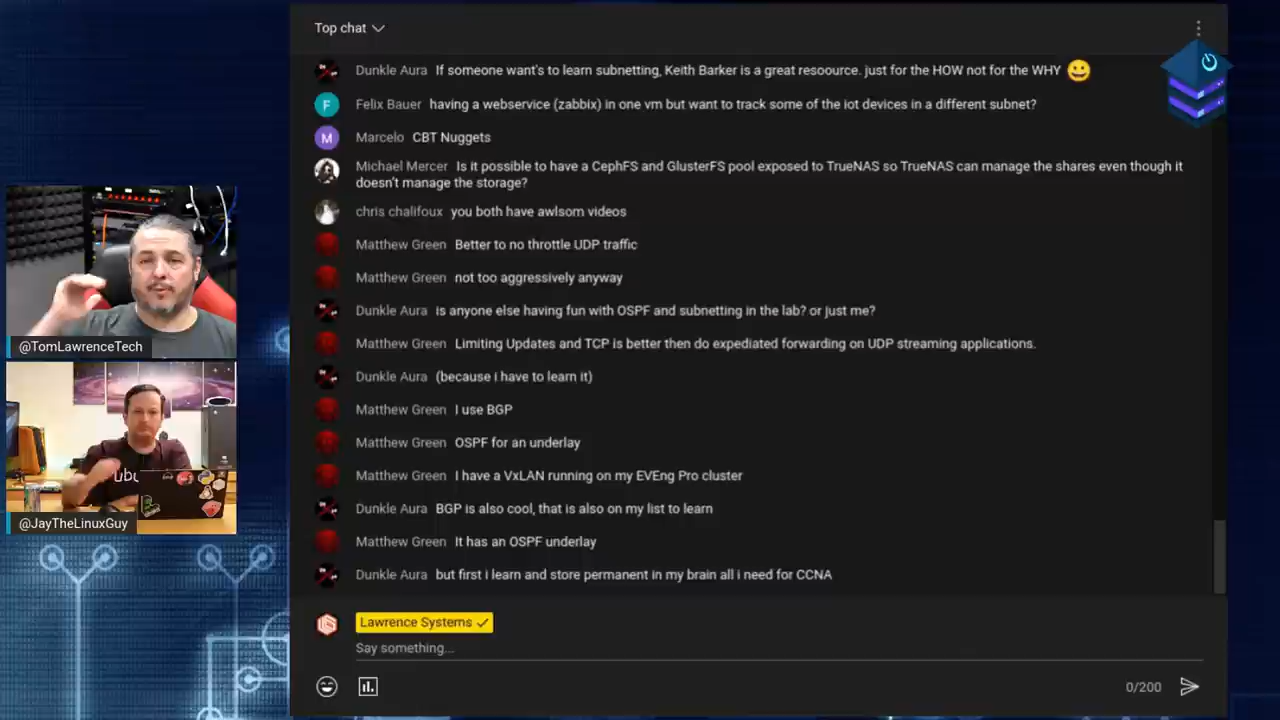 Top chat
Dunkle Aura If someone want's to learn subnetting, Keith Barker is a great resoource. just for the HOW not for the WHY
F Felix Bauer having a webservice (zabbix) in one vm but want to track some of the iot devices in a different subnet?
M Marcelo CBT Nuggets
Michael Mercer Is it possible to have a CephFS and GlusterFS pool exposed to TrueNAS so TrueNAS can manage the shares even though it
doesn't manage the storage?
chris chalifoux you both have awlsom videos
Matthew Green Better to no throttle UDP traffic
Matthew Green not too aggressively anyway
Dunkle Aura is anyone else having fun with OSPF and subnetting in the lab? or just me?
Matthew Green Limiting Updates and TCP is better then do expediated forwarding on UDP streaming applications.
Dunkle Aura (because i have to learn it)
Matthew Green I use BGP
Matthew Green OSPF for an underlay
Matthew Green I have a VxLAN running on my EVEng Pro cluster
Dunkle Aura BGP is also cool, that is also on my list to learn
Matthew Green It has an OSPF underlay
Dunkle Aura but first i learn and store permanent in my brain all i need for CCNA
Lawrence Systems
Say something...
0/200
@TomLawrenceTech
ubu
@JayTheLinuxGuy